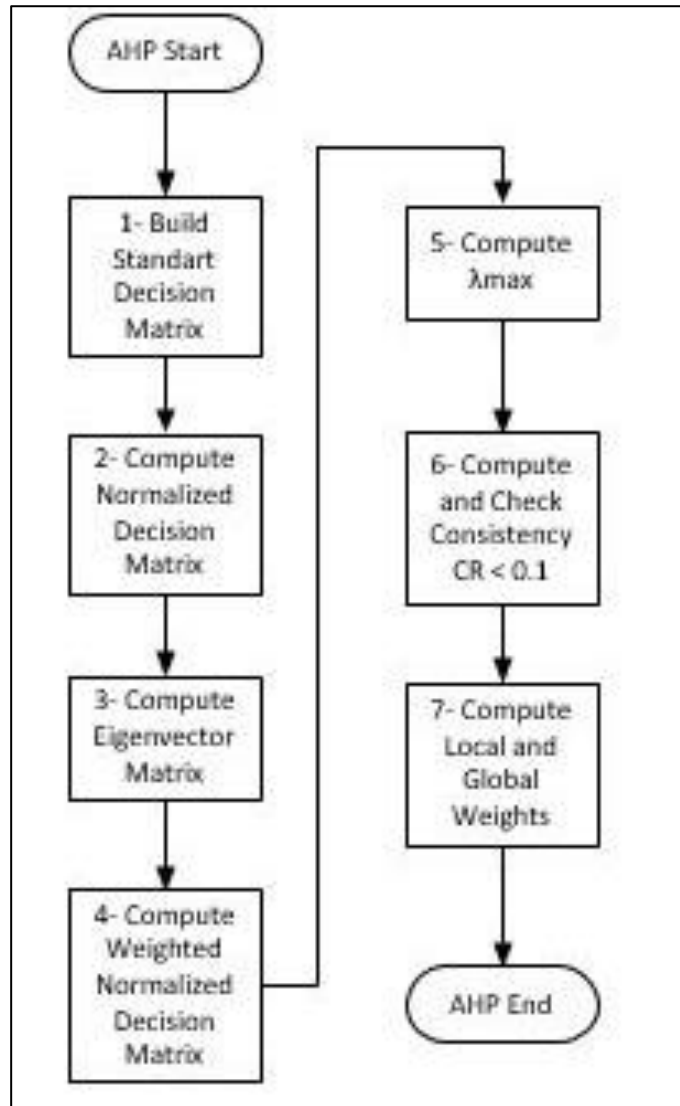 AHP Start
1- Build
Standart
Decision
Matrix
2- Compute
Normalized
Decision
Matrix
3- Compute
Eigenvector
Matrix
4- Compute
Weighted
Normalized
Decision
Matrix
5- Compute
λmax
6- Compute
and Check
Consistency
CR < 0.1
7- Compute
Local and
Global
Weights
AHP End